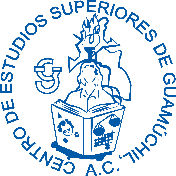 CENTRO DE ESTUDIOS SUPERIORES DE GUAMÚCHIL, A.C.